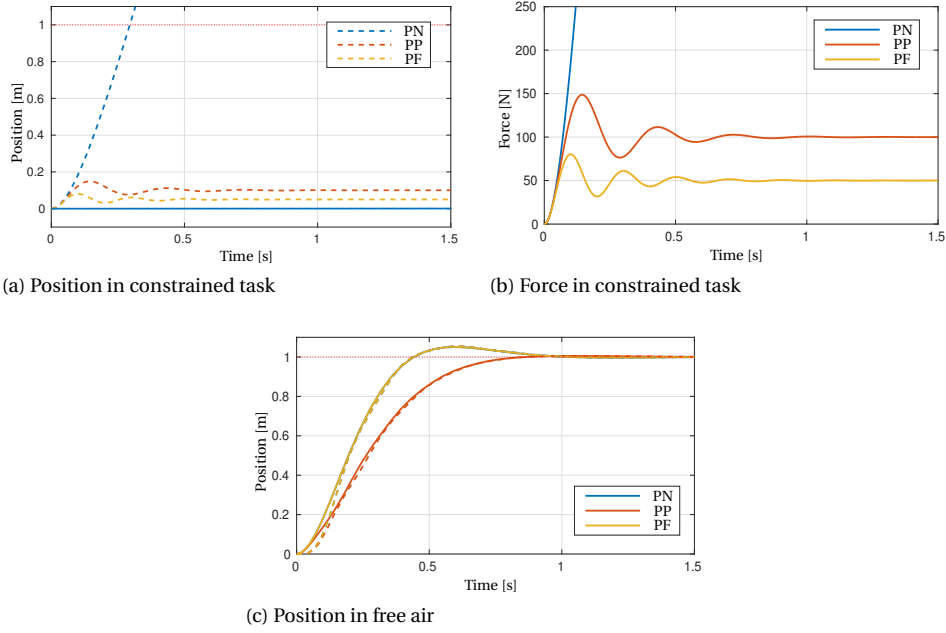 1
0.8
0.6
0.4
0.2
0
Position [m]
PN
PP
PF
0
0.5
1
1.5
Time [s]
(a) Position in constrained task
250
200
150
100
50
0
Force [N]
PN
PP
PF
0
0.5
1
1.5
Time [s]
(b) Force in constrained task
1
0.8
0.6
0.4
0.2
0
Position [m]
PN
PP
PF
0
0.5
1
1.5
Time [s]
(c) Position in free air